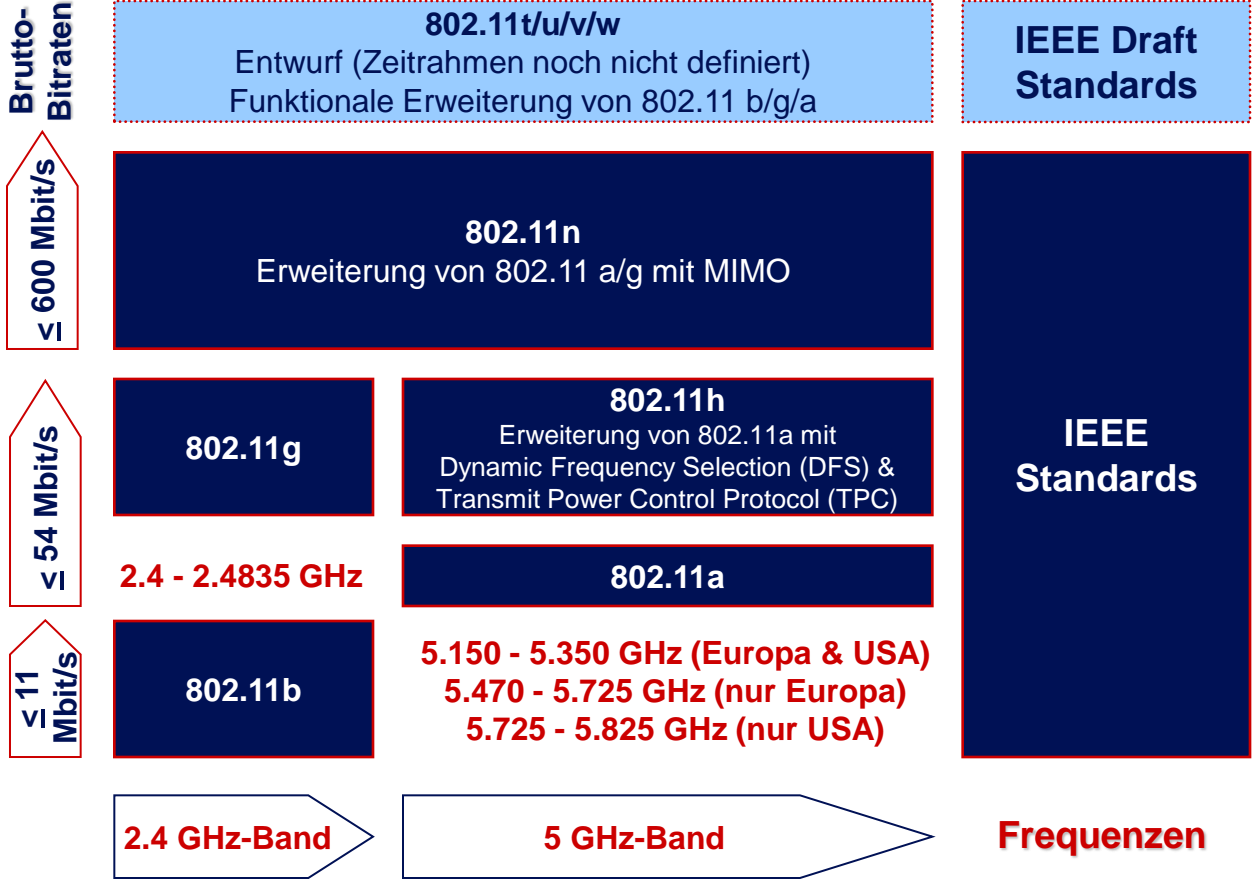 Brutto-
Bitraten
802.11t/u/v/w
Entwurf (Zeitrahmen noch nicht definiert)
Funktionale Erweiterung von 802.11 b/g/a
IEEE Draft
Standards
≤ 600 Mbit/s
802.11n
Erweiterung von 802.11 a/g mit MIMO
IEEE
Standards
≤ 54 Mbit/s
802.11g
802.11h
Erweiterung von 802.11a mit
Dynamic Frequency Selection (DFS) &
Transmit Power Control Protocol (TPC)
2.4 - 2.4835 GHz
802.11a
≤ 11
Mbit/s
802.11b
5.150 - 5.350 GHz (Europa & USA)
5.470 - 5.725 GHz (nur Europa)
5.725 - 5.825 GHz (nur USA)
2.4 GHz-Band
5 GHz-Band
Frequenzen